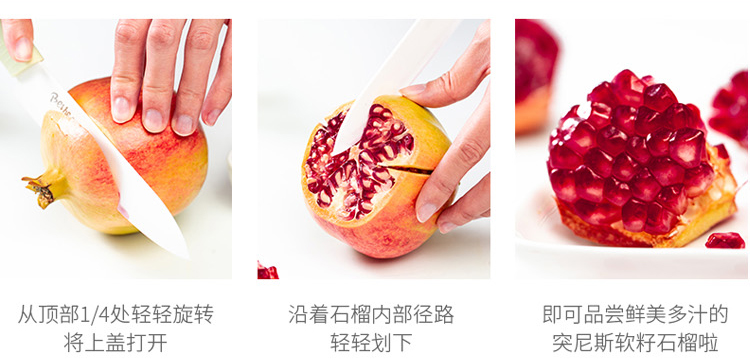 从顶部1/4处轻轻旋转
将上盖打开
沿着石榴内部径路
轻轻划下
即可品尝鲜美多汁的
突尼斯软籽石榴啦